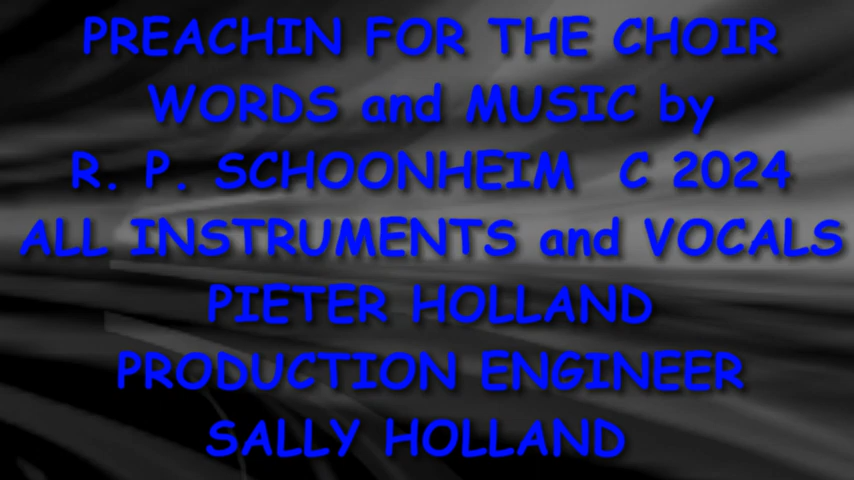 PREACHIN FOR THE CHOIR
WORDS and MUSIC by
R. P. SCHOONHEIM C 2024
ALL INSTRUMENTS and VOCALS
PIETER HOLLAND
PRODUCTION ENGINEER
SALLY HOLLAND